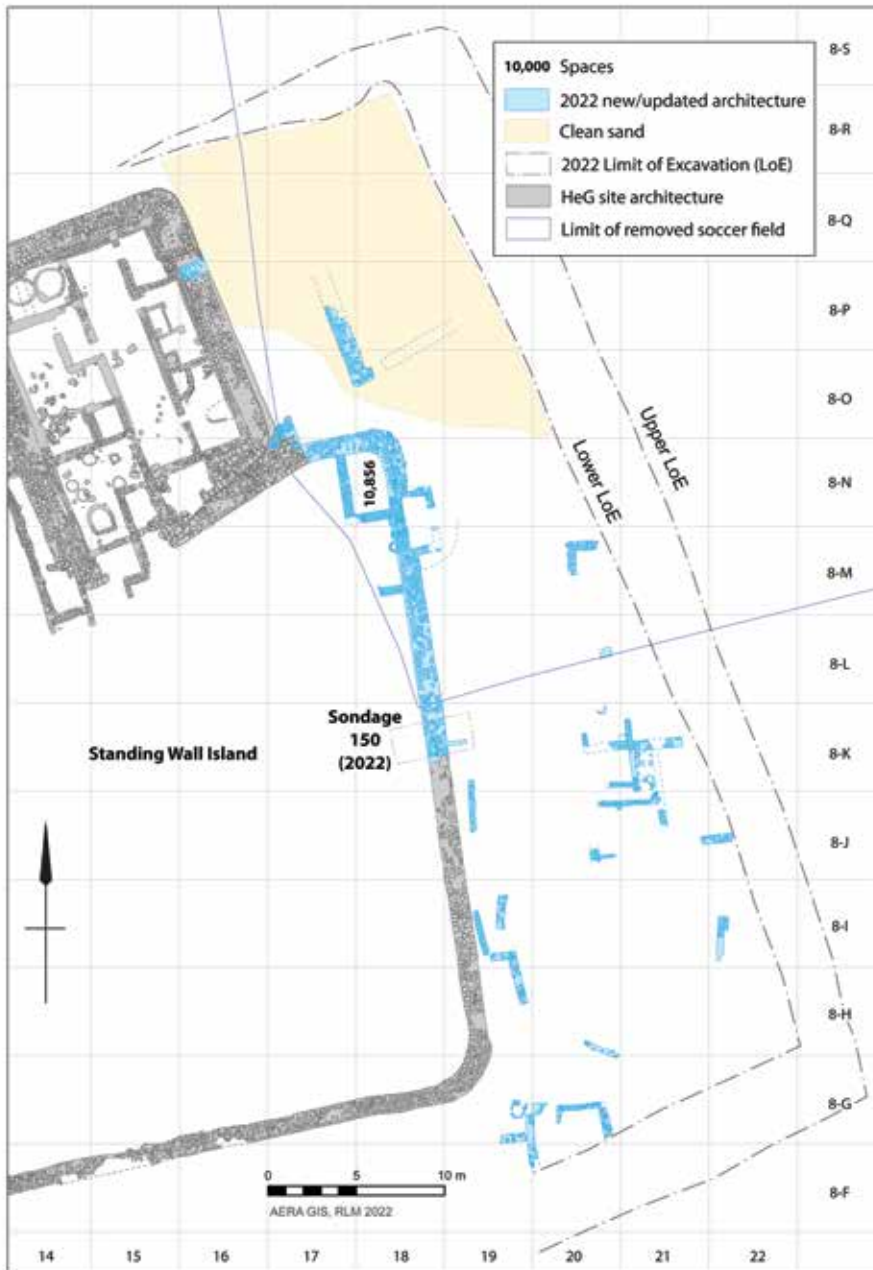 10,000 Spaces
2022 new/updated architecture
Clean sand
2022 Limit of Excavation (LoE)
HeG site architecture
Limit of removed soccer field
8-S
8-R
8-Q
8-P
8-O
8-N
8-M
8-L
8-K
8-J
8-I
8-H
8-G
8-F
Upper LoE
Lower LoE
10,856
Sondage
150
(2022)
Standing Wall Island
0 5 10 m
AERA GIS, RLM 2022
14 15 16 17 18 19 20 21 22